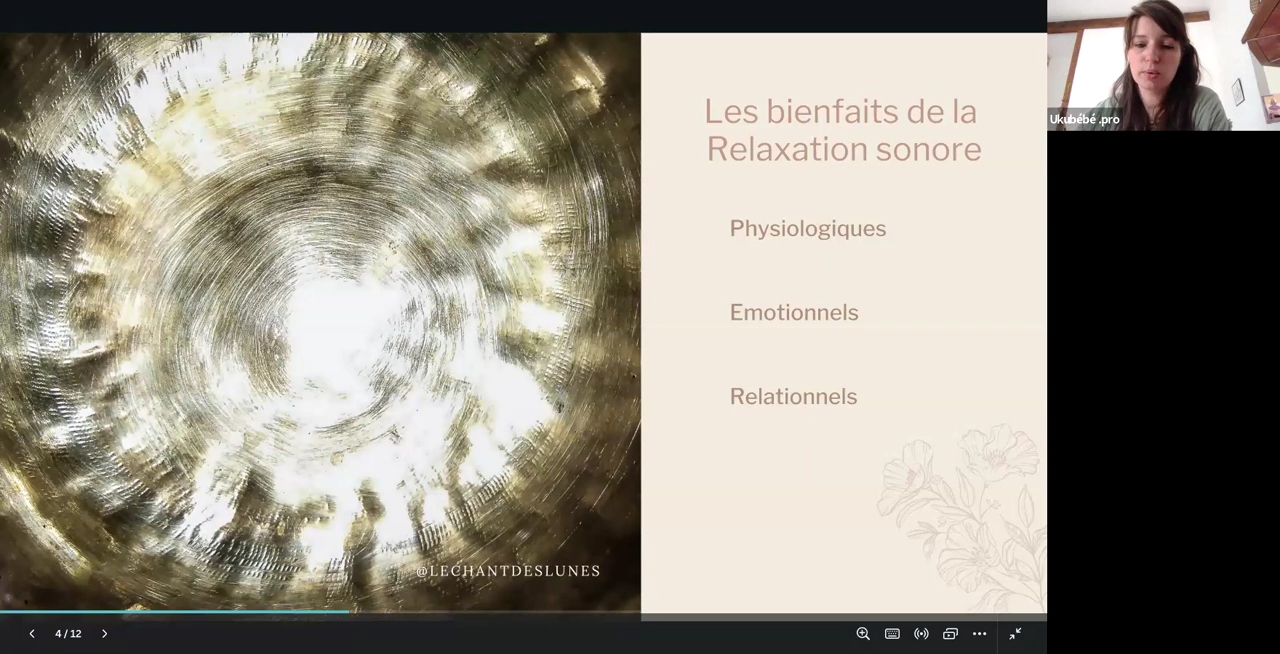 Les bienfaits de la
Relaxation sonore
Physiologiques
Emotionnels
Relationnels
@LECHANTDESLUNES
Ukubébé .pro
4 / 12